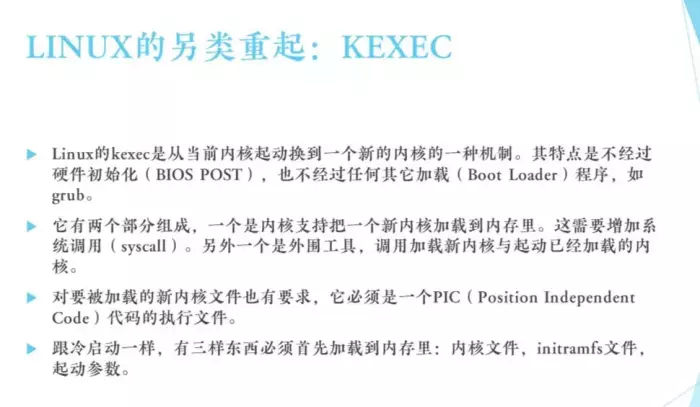 LINUX的另类重起：KEXEC
Linux的kexec是从当前内核起动换到一个新的内核的一种机制。其特点是不经过
硬件初始化（BIOS POST），也不经过任何其它加载（Boot Loader）程序，如
grub。
它有两个部分组成，一个是内核支持把一个新内核加载到内存里。这需要增加系
统调用（syscall）。另外一个是外围工具，调用加载新内核与起动已经加载的内
核。
对要被加载的新内核文件也有要求，它必须是一个PIC（Position Independent
Code）代码的执行文件。
跟冷启动一样，有三样东西必须首先加载到内存里：内核文件，initramfs文件，
起动参数。